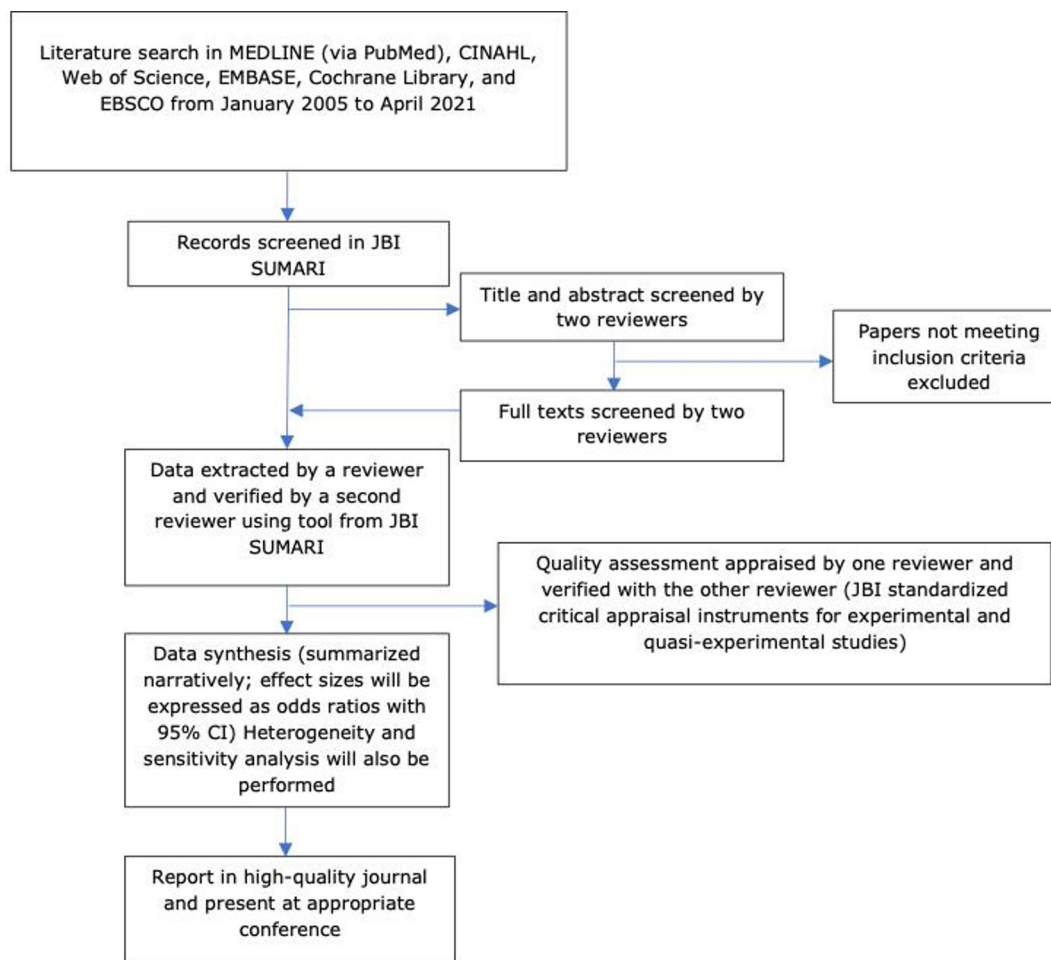 Literature search in MEDLINE (via PubMed), CINAHL,
Web of Science, EMBASE, Cochrane Library, and
EBSCO from January 2005 to April 2021
Records screened in JBI
SUMARI
Title and abstract screened by
two reviewers
Papers not meeting
inclusion criteria
excluded
Full texts screened by two
reviewers
Data extracted by a reviewer
and verified by a second
reviewer using tool from JBI
SUMARI
Quality assessment appraised by one reviewer and
verified with the other reviewer (JBI standardized
critical appraisal instruments for experimental and
quasi-experimental studies)
Data synthesis (summarized
narratively; effect sizes will be
expressed as odds ratios with
95% CI) Heterogeneity and
sensitivity analysis will also be
performed
Report in high-quality journal
and present at appropriate
conference